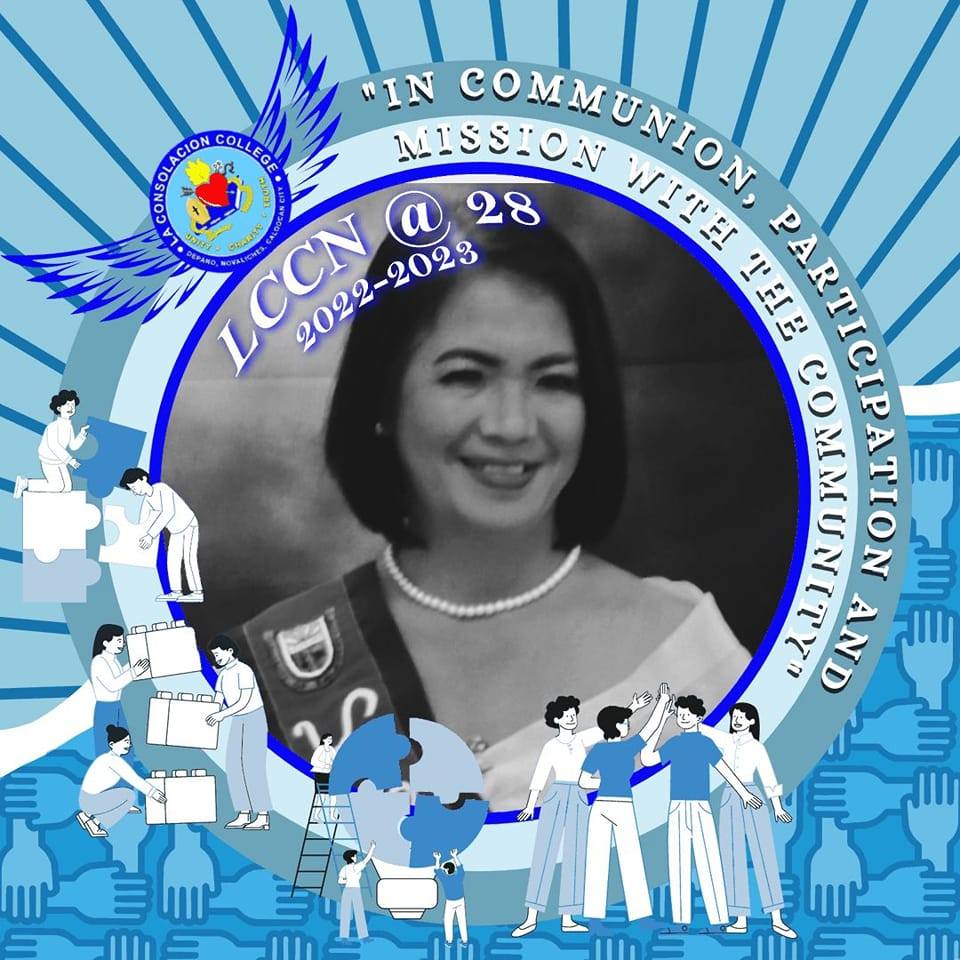 "IN COMMUNION, PARTICIPATION AND
MISSION WITH THE COMMUNITY"
LA CONSOLACION COLLEGE
UNITY • CHARITY • TRUTH
DEPARO, NOVALICHES, CALOOCAN CITY
LCCN @ 28
2022-2023